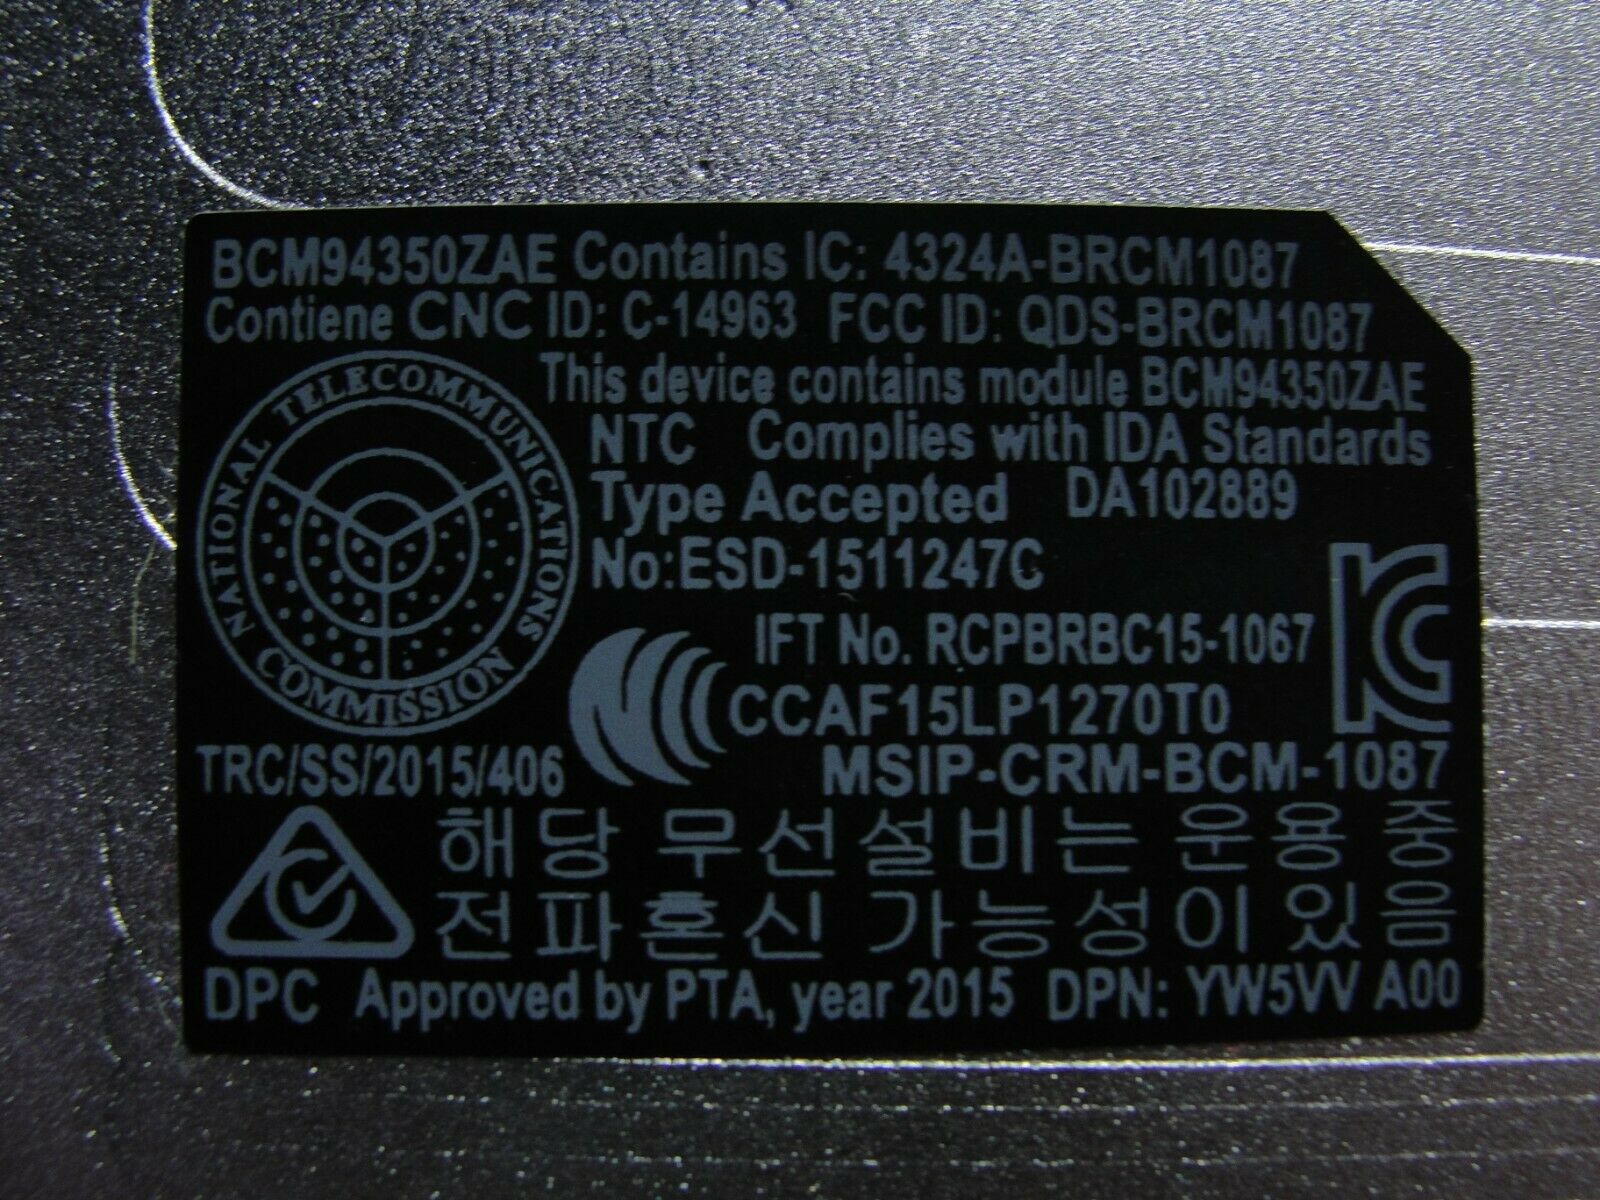 BCM94350ZAE Contains IC: 4324A-BRCM1087
Contiene CNC ID: C-14963 FCC ID: QDS-BRCM1087
This device contains module BCM94350ZAE
NATIONAL TELECOMMUNICATIONS COMMISSION
NTC Complies with IDA Standards
Type Accepted DA102889
No:ESD-1511247C
IFT No. RCPBRBC15-1067
CCAF15LP1270T0
TRC/SS/2015/406
MSIP-CRM-BCM-1087
해당 무선설비는 운용 중
전파혼신 가능성이 있음
DPC Approved by PTA, year 2015 DPN: YW5VV A00